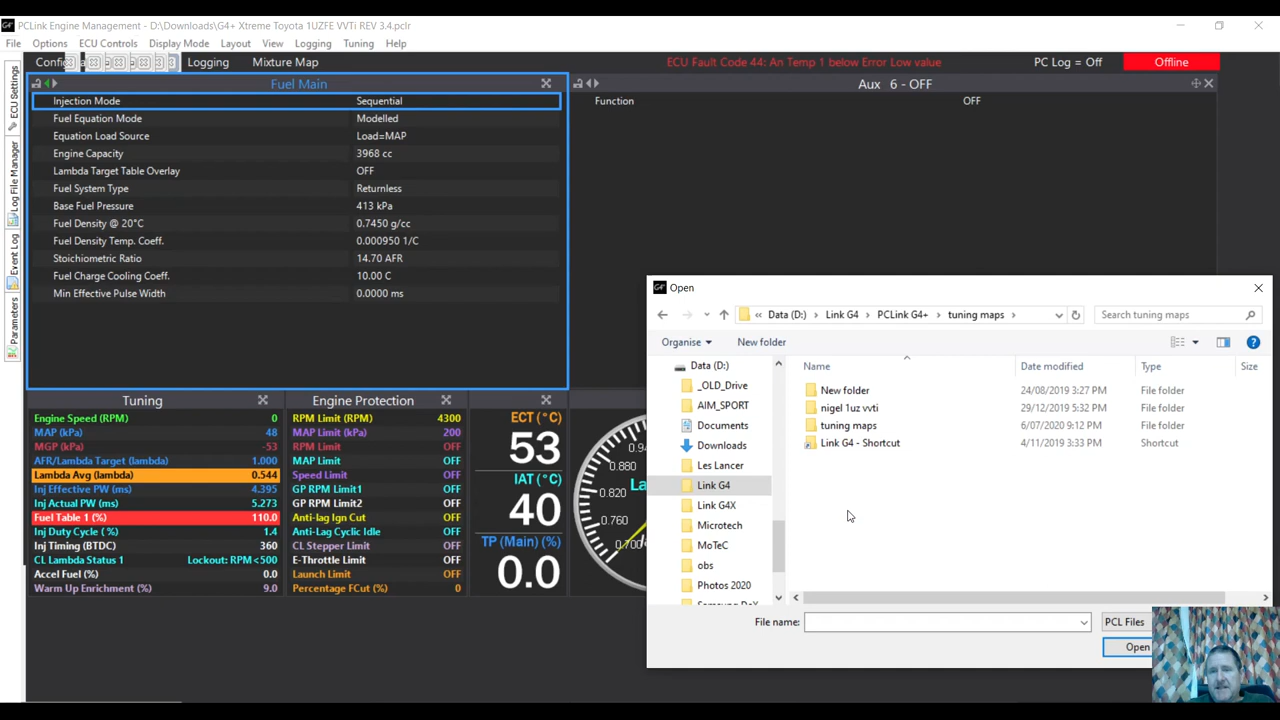 PCLink Engine Management - D:\Downloads\G4+ Xtreme Toyota 1UZFE VVTi REV 3.4.pclr
File Options ECU Controls Display Mode Layout View Logging Tuning Help
Logging Mixture Map ECU Fault Code 44: An Temp 1 below Error Low value PC Log = Off Offline
ECU Settings
Log File Manager
Event Log
Parameters
Fuel Main
Injection Mode Sequential
Fuel Equation Mode Modelled
Equation Load Source Load=MAP
Engine Capacity 3968 cc
Lambda Target Table Overlay OFF
Fuel System Type Returnless
Base Fuel Pressure 413 kPa
Fuel Density @ 20°C 0.7450 g/cc
Fuel Density Temp. Coeff. 0.000950 1/C
Stoichiometric Ratio 14.70 AFR
Fuel Charge Cooling Coeff. 10.00 C
Min Effective Pulse Width 0.0000 ms
Aux 6 - OFF
Function OFF
Tuning
Engine Speed (RPM) 0
MAP (kPa) 48
MGP (kPa) -53
AFR/Lambda Target (lambda) 1.000
Lambda Avg (lambda) 0.544
Inj Effective PW (ms) 4.395
Inj Actual PW (ms) 5.273
Fuel Table 1 (%) 110.0
Inj Duty Cycle ( %) 1.4
Inj Timing (BTDC) 360
CL Lambda Status 1 Lockout: RPM<500
Accel Fuel (%) 0.0
Warm Up Enrichment (%) 9.0
Engine Protection
RPM Limit (RPM) 4300
MAP Limit (kPa) 200
RPM Limit OFF
MAP Limit OFF
Speed Limit OFF
GP RPM Limit1 OFF
GP RPM Limit2 OFF
Anti-lag Ign Cut OFF
Anti-Lag Cyclic Idle OFF
CL Stepper Limit OFF
E-Throttle Limit OFF
Launch Limit OFF
Percentage FCut (%) 0
ECT (°C)
53
IAT (°C)
40
TP (Main) (%)
0.0
0.880
0.820
0.760
0.700
Open
« Data (D:) > Link G4 > PCLink G4+ > tuning maps >
Search tuning maps
Organise New folder
Data (D:)
_OLD_Drive
AIM_SPORT
Documents
Downloads
Les Lancer
Link G4
Link G4X
Microtech
MoTeC
obs
Photos 2020
Name Date modified Type Size
New folder 24/08/2019 3:27 PM File folder
nigel 1uz vvti 29/12/2019 5:32 PM File folder
tuning maps 6/07/2020 9:12 PM File folder
Link G4 - Shortcut 4/11/2019 3:33 PM Shortcut
File name: PCL Files
Open